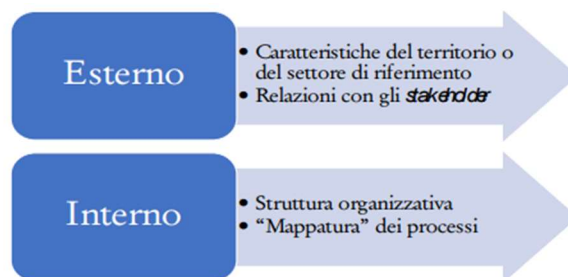 Esterno
• Caratteristiche del territorio o
del settore di riferimento
• Relazioni con gli stakeholder
Interno
• Struttura organizzativa
• “Mappatura” dei processi